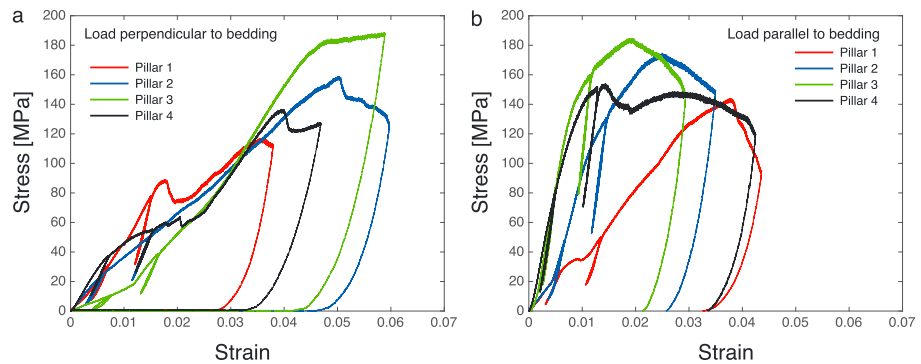 a
Load perpendicular to bedding
Pillar 1
Pillar 2
Pillar 3
Pillar 4
Stress [MPa]
200
180
160
140
120
100
80
60
40
20
0
0 0.01 0.02 0.03 0.04 0.05 0.06 0.07
Strain
b
Load parallel to bedding
Pillar 1
Pillar 2
Pillar 3
Pillar 4
Stress [MPa]
200
180
160
140
120
100
80
60
40
20
0
0 0.01 0.02 0.03 0.04 0.05 0.06 0.07
Strain